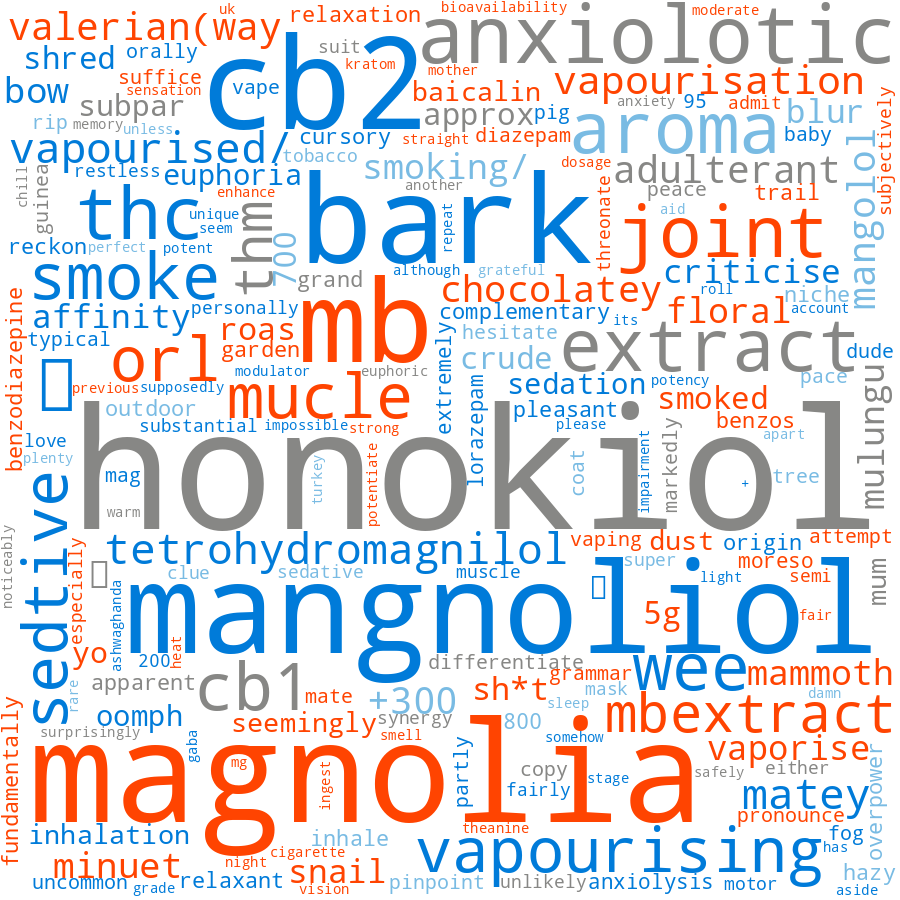 uk
bioavailability
moderate
valerian(way
relaxation
anxiolotic
shred
orally
suit
kratom
mother
suffice
sensation
cb2
vape
vapourisation
bow
subpar
baicalin
anxiety
95
admit
blur
subjectively
approx
pig
rip
memory
unless
cursory
straight
diazepam
aroma
baby
vapourised/
tobacco
smoking/
dosage
adulterant
mangolol
chill
guinea
restless
euphoria
enhance
another
peace
trail
thc
unique
seem
thm
bark
repeat
threonate
aid
joint
reckon
perfect
potent
700
although
grateful
criticise
smoke
grand
roll
niche
chocolatey
floral
account
affinity
personally
complementary
its
typical
roas
mb
extremely
hesitate
extract
benzodiazepine
orl
garden
crude
dude
modulator
euphoric
lorazepam
sedation
potency
pace
mulungu
previous
supposedly
mucle
smoked
outdoor
pleasant
benzos
love
substantial
impossible
strong
please
apart
plenty
honokiol
mag
turkey
potentiate
coat
impairment
markedly
tree
+
warm
noticeably
sedtive
tetrohydromagnilol
vaping
dust
origin
attempt
especially
clue
sedative
muscle
super
moreso
mum
ashwaghanda
mangnoliol
light
semi
5g
fair
yo
200
heat
differentiate
wee
grammar
mammoth
rare
apparent
cb1
mate
+300
sh*t
mask
damn
oomph
synergy
sleep
mbextract
fundamentally
seemingly
800
surprisingly
gaba
smell
somehow
magnolia
partly
vaporise
mg
ingest
copy
stage
safely
either
overpower
fairly
matey
pronounce
inhalation
inhale
theanine
fog
has
minuet
night
cigarette
vapourising
snail
hazy
uncommon
grade
relaxant
vision
pinpoint
unlikely
anxiolysis
motor
aside